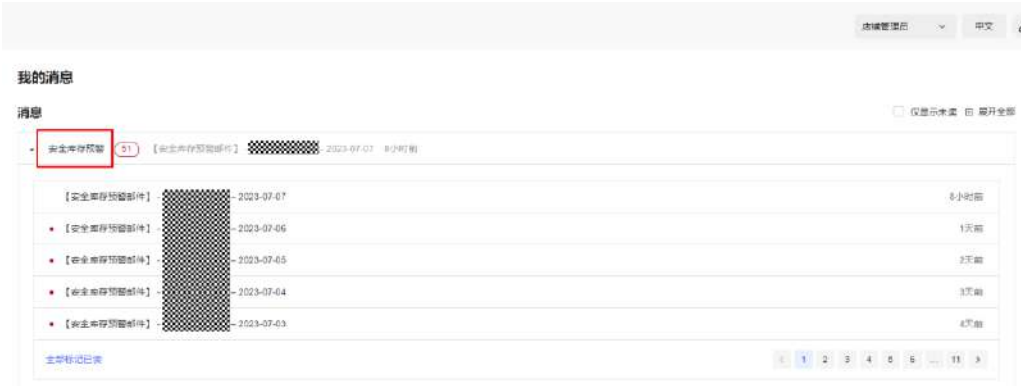 店铺管理员 中文
我的消息
消息
仅显示未读 展开全部
安全库存预警 51 【安全库存预警邮件】 - 2023-07-07 8小时前
【安全库存预警邮件】 - - 2023-07-07 8小时前
【安全库存预警邮件】 - - 2023-07-06 1天前
【安全库存预警邮件】 - - 2023-07-05 2天前
【安全库存预警邮件】 - - 2023-07-04 3天前
【安全库存预警邮件】 - - 2023-07-03 4天前
全部标记已读 < 1 2 3 4 5 6 ... 11 >